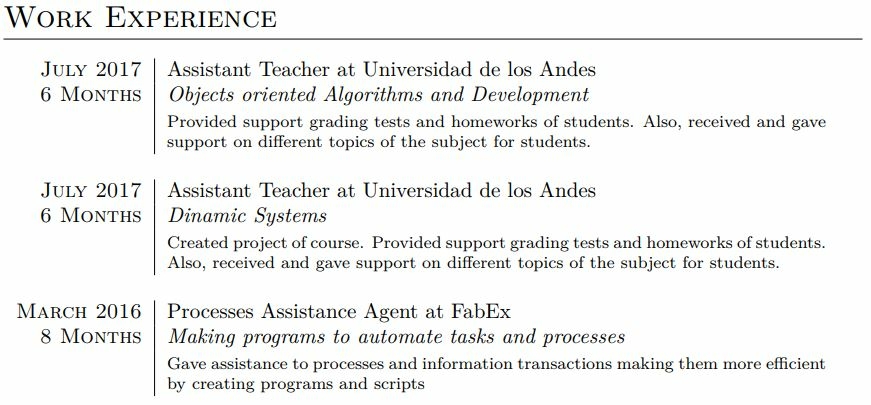 Work Experience
July 2017 Assistant Teacher at Universidad de los Andes
6 Months Objects oriented Algorithms and Development
Provided support grading tests and homeworks of students. Also, received and gave
support on different topics of the subject for students.
July 2017 Assistant Teacher at Universidad de los Andes
6 Months Dinamic Systems
Created project of course. Provided support grading tests and homeworks of students.
Also, received and gave support on different topics of the subject for students.
March 2016 Processes Assistance Agent at FabEx
8 Months Making programs to automate tasks and processes
Gave assistance to processes and information transactions making them more efficient
by creating programs and scripts